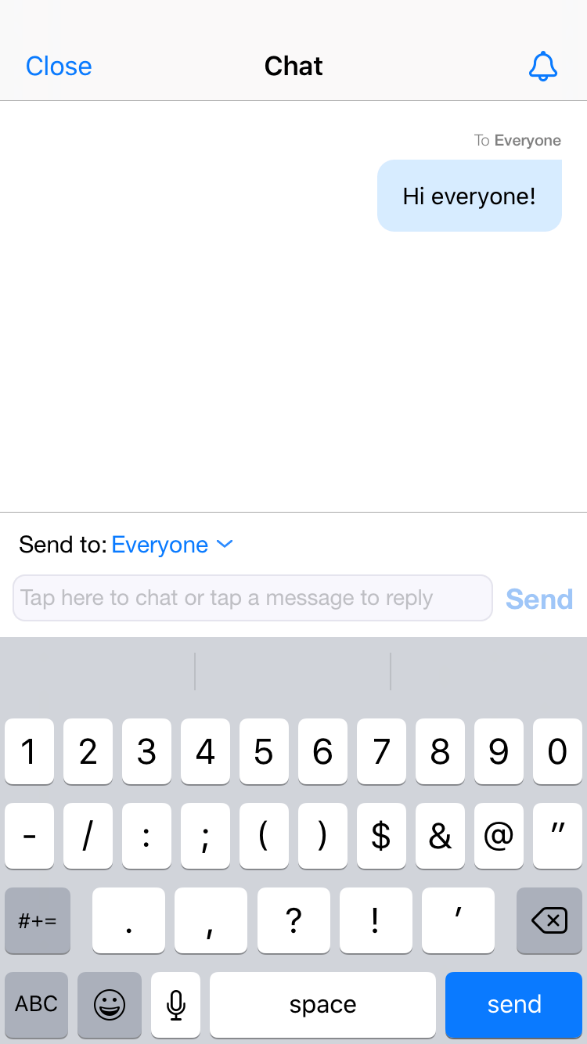 Close Chat
To Everyone
Hi everyone!
Send to: Everyone
Tap here to chat or tap a message to reply Send
1 2 3 4 5 6 7 8 9 0
- / : ; ( ) $ & @ "
#+= . , ? ! '
ABC space send